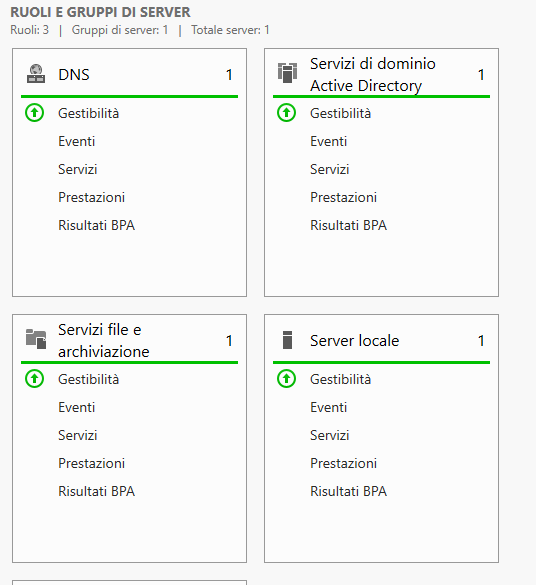 RUOLI E GRUPPI DI SERVER
Ruoli: 3 | Gruppi di server: 1 | Totale server: 1
DNS 1
Gestibilità
Eventi
Servizi
Prestazioni
Risultati BPA
Servizi di dominio
Active Directory 1
Gestibilità
Eventi
Servizi
Prestazioni
Risultati BPA
Servizi file e
archiviazione 1
Gestibilità
Eventi
Servizi
Prestazioni
Risultati BPA
Server locale 1
Gestibilità
Eventi
Servizi
Prestazioni
Risultati BPA